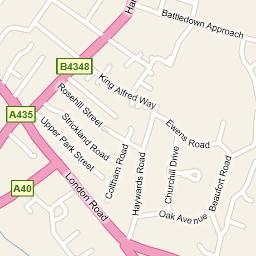 Battledown Approach
Ha
B4348
King Alfred Way
Rosehill Street
A435
Strickland Road
Upper Park Street
Ewens Road
A40
London Road
Coltham Road
Haywards Road
Churchill Drive
Beaufort Road
Oak Avenue